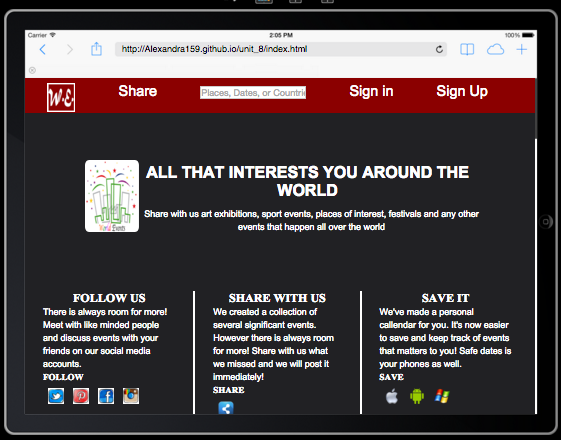 Carrier 2:05 PM 100%
http://Alexandra159.github.io/unit_8/index.html
W.E Share Places, Dates, or Countrie Sign in Sign Up
ALL THAT INTERESTS YOU AROUND THE
WORLD
Share with us art exhibitions, sport events, places of interest, festivals and any other
events that happen all over the world
World Events
FOLLOW US
There is always room for more!
Meet with like minded people
and discuss events with your
friends on our social media
accounts.
FOLLOW
SHARE WITH US
We created a collection of
several significant events.
However there is always room
for more! Share with us what
we missed and we will post it
immediately!
SHARE
SAVE IT
We've made a personal
callendar for you. It's now easier
to save and keep track of events
that matters to you! Safe dates is
your phones as well.
SAVE